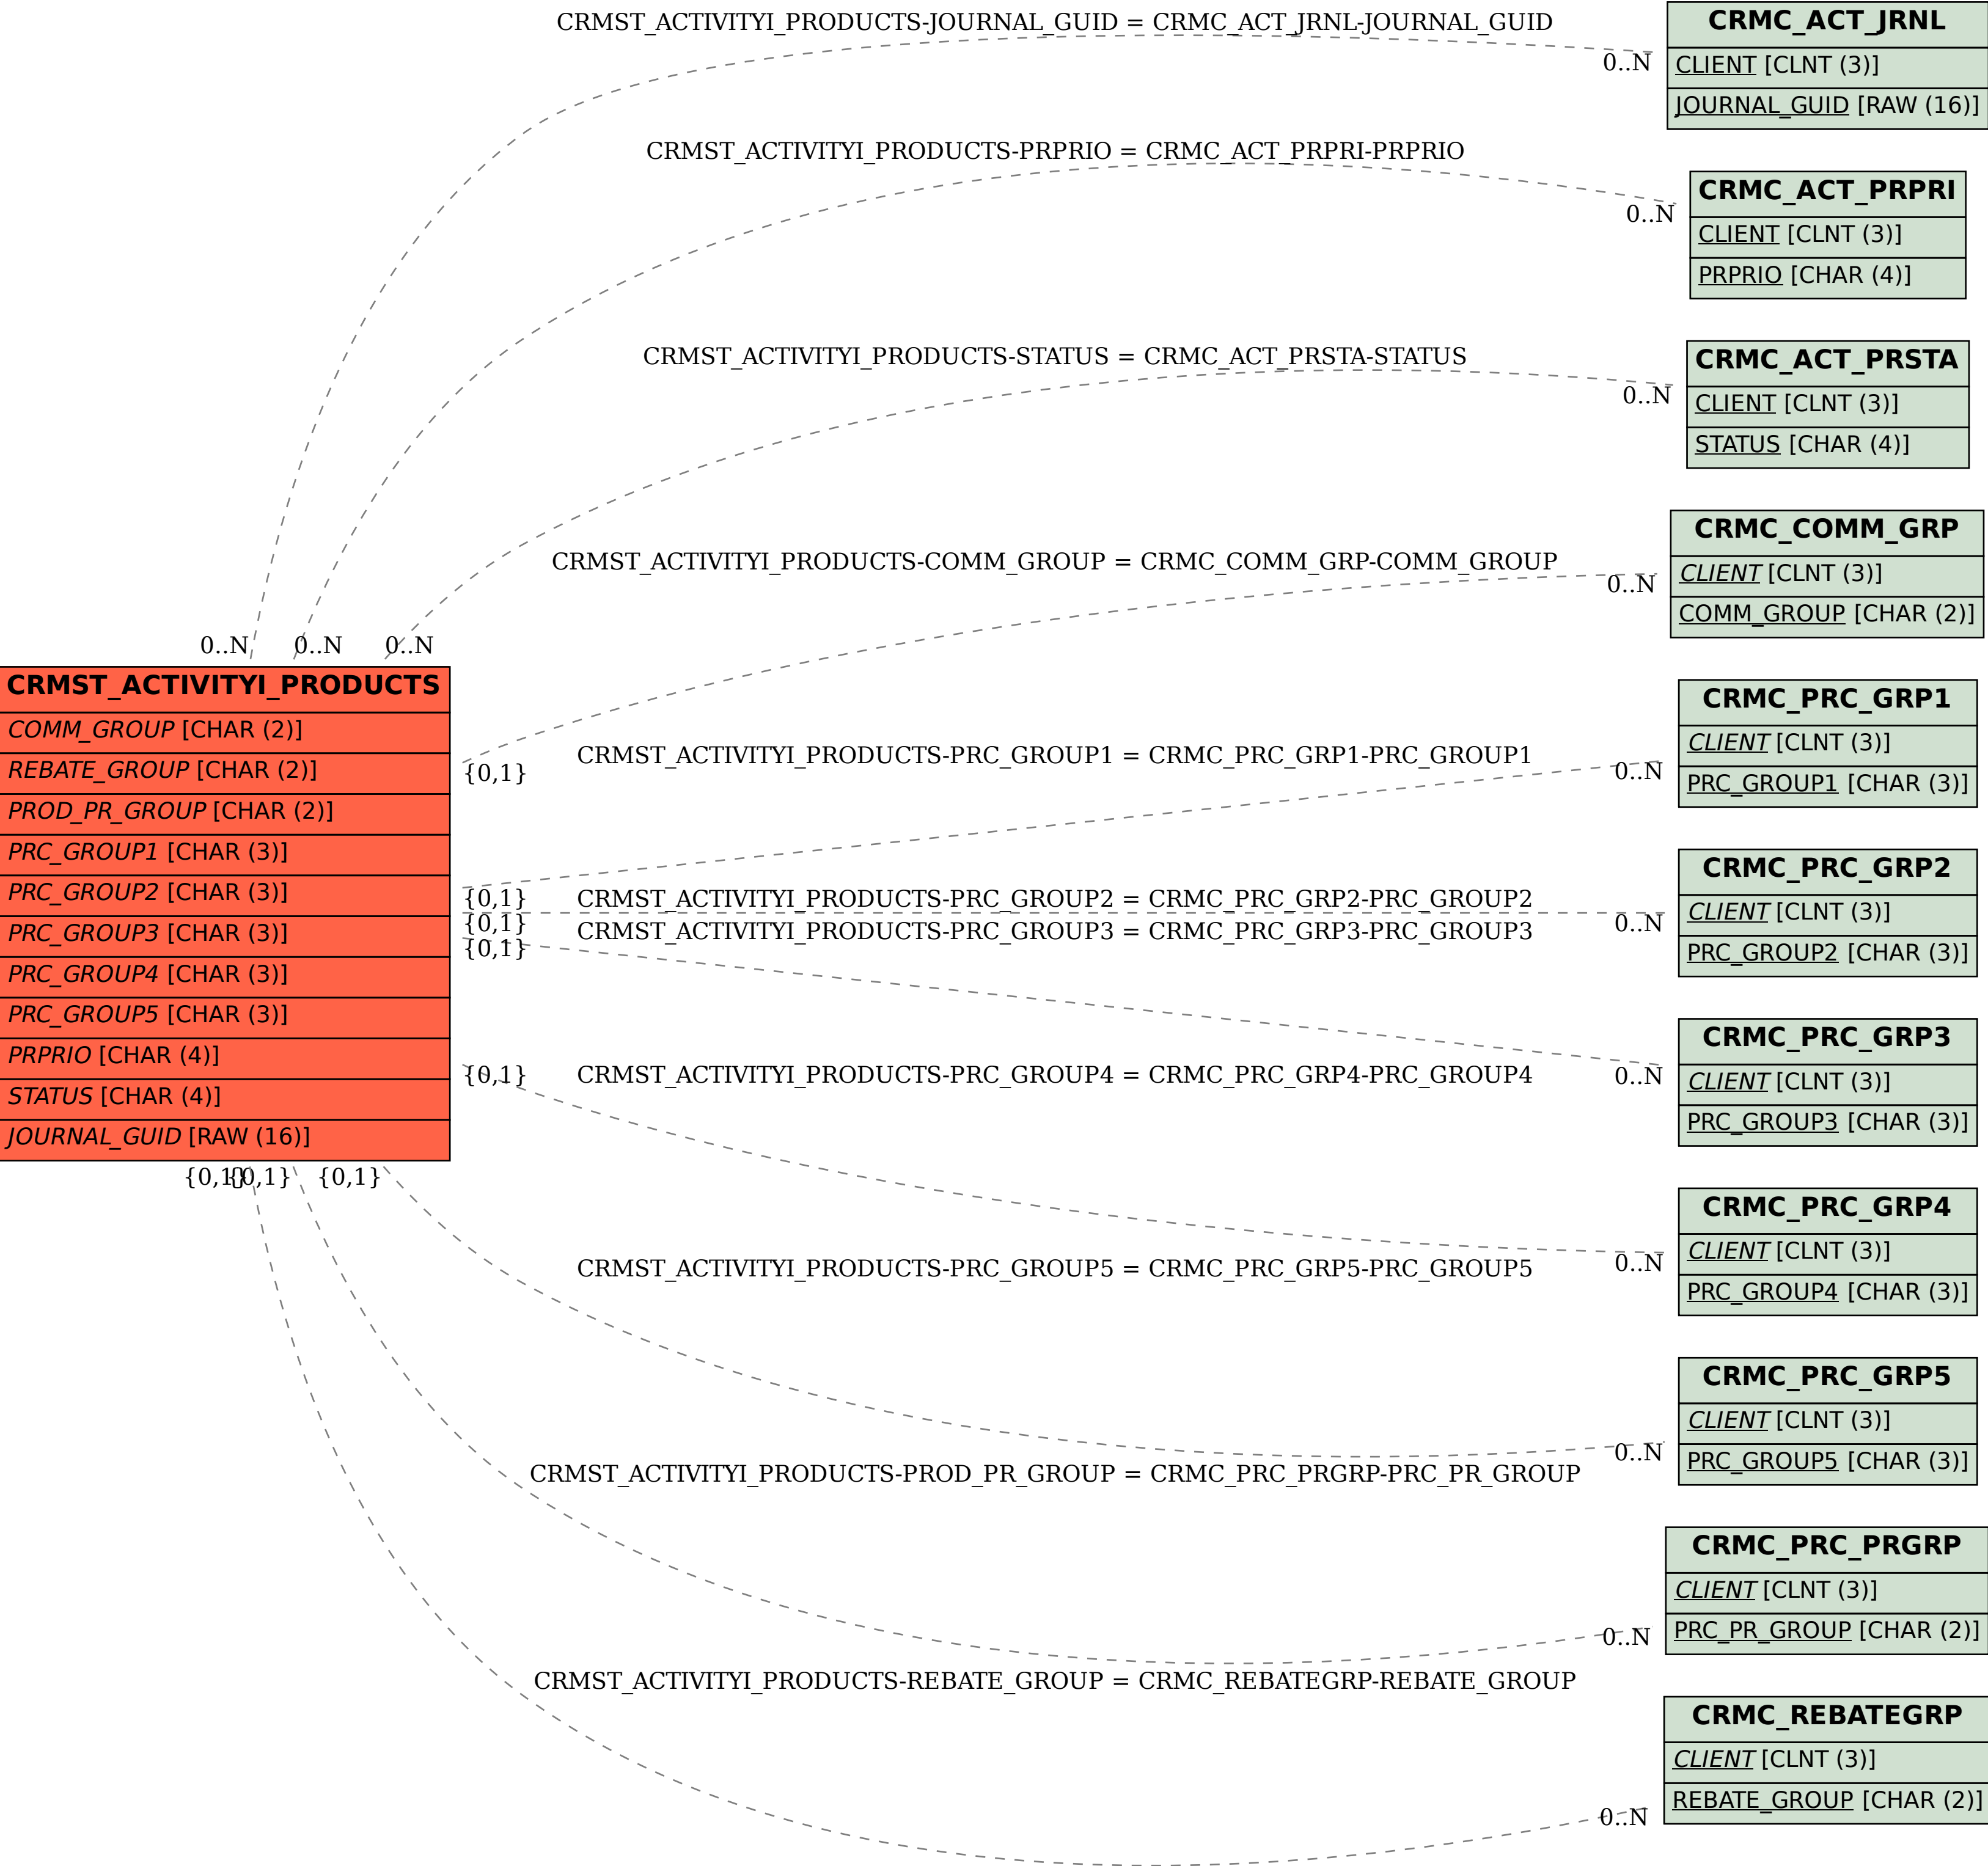 CRMST_ACTIVITYI_PRODUCTS-JOURNAL_GUID = CRMC_ACT_JRNL-JOURNAL_GUID
0..N
CRMC_ACT_JRNL
CLIENT [CLNT (3)]
JOURNAL_GUID [RAW (16)]
CRMST_ACTIVITYI_PRODUCTS-PRPRIO = CRMC_ACT_PRPRI-PRPRIO
0..N
CRMC_ACT_PRPRI
CLIENT [CLNT (3)]
PRPRIO [CHAR (4)]
CRMST_ACTIVITYI_PRODUCTS-STATUS = CRMC_ACT_PRSTA-STATUS
0..N
CRMC_ACT_PRSTA
CLIENT [CLNT (3)]
STATUS [CHAR (4)]
CRMST_ACTIVITYI_PRODUCTS-COMM_GROUP = CRMC_COMM_GRP-COMM_GROUP
0..N
CRMC_COMM_GRP
CLIENT [CLNT (3)]
COMM_GROUP [CHAR (2)]
0..N 0..N 0..N
CRMST_ACTIVITYI_PRODUCTS
COMM_GROUP [CHAR (2)]
REBATE_GROUP [CHAR (2)]
PROD_PR_GROUP [CHAR (2)]
PRC_GROUP1 [CHAR (3)]
PRC_GROUP2 [CHAR (3)]
PRC_GROUP3 [CHAR (3)]
PRC_GROUP4 [CHAR (3)]
PRC_GROUP5 [CHAR (3)]
PRPRIO [CHAR (4)]
STATUS [CHAR (4)]
JOURNAL_GUID [RAW (16)]
{0,1}
{0,1}
{0,1}
{0,1}
{0,1}
{0,1} {0,1} {0,1}
CRMST_ACTIVITYI_PRODUCTS-PRC_GROUP1 = CRMC_PRC_GRP1-PRC_GROUP1
0..N
CRMC_PRC_GRP1
CLIENT [CLNT (3)]
PRC_GROUP1 [CHAR (3)]
CRMST_ACTIVITYI_PRODUCTS-PRC_GROUP2 = CRMC_PRC_GRP2-PRC_GROUP2
0..N
CRMC_PRC_GRP2
CLIENT [CLNT (3)]
PRC_GROUP2 [CHAR (3)]
CRMST_ACTIVITYI_PRODUCTS-PRC_GROUP3 = CRMC_PRC_GRP3-PRC_GROUP3
0..N
CRMC_PRC_GRP3
CLIENT [CLNT (3)]
PRC_GROUP3 [CHAR (3)]
CRMST_ACTIVITYI_PRODUCTS-PRC_GROUP4 = CRMC_PRC_GRP4-PRC_GROUP4
0..N
CRMC_PRC_GRP4
CLIENT [CLNT (3)]
PRC_GROUP4 [CHAR (3)]
CRMST_ACTIVITYI_PRODUCTS-PRC_GROUP5 = CRMC_PRC_GRP5-PRC_GROUP5
0..N
CRMC_PRC_GRP5
CLIENT [CLNT (3)]
PRC_GROUP5 [CHAR (3)]
CRMST_ACTIVITYI_PRODUCTS-PROD_PR_GROUP = CRMC_PRC_PRGRP-PRC_PR_GROUP
0..N
CRMC_PRC_PRGRP
CLIENT [CLNT (3)]
PRC_PR_GROUP [CHAR (2)]
CRMST_ACTIVITYI_PRODUCTS-REBATE_GROUP = CRMC_REBATEGRP-REBATE_GROUP
0..N
CRMC_REBATEGRP
CLIENT [CLNT (3)]
REBATE_GROUP [CHAR (2)]